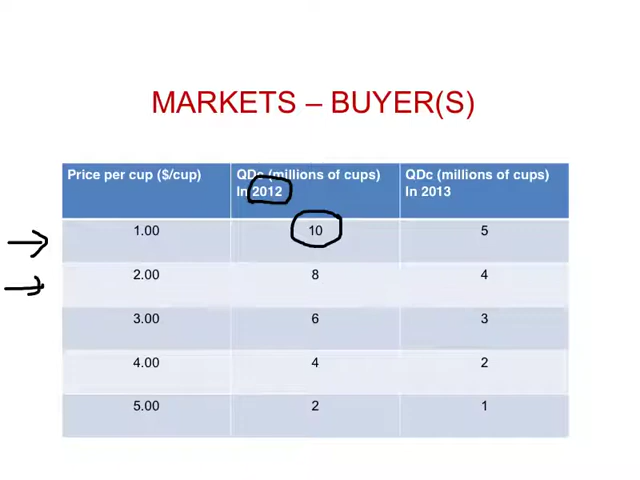 MARKETS – BUYER(S)
Price per cup ($/cup) QDc (millions of cups) QDc (millions of cups)
In 2012 In 2013
1.00 10 5
2.00 8 4
3.00 6 3
4.00 4 2
5.00 2 1